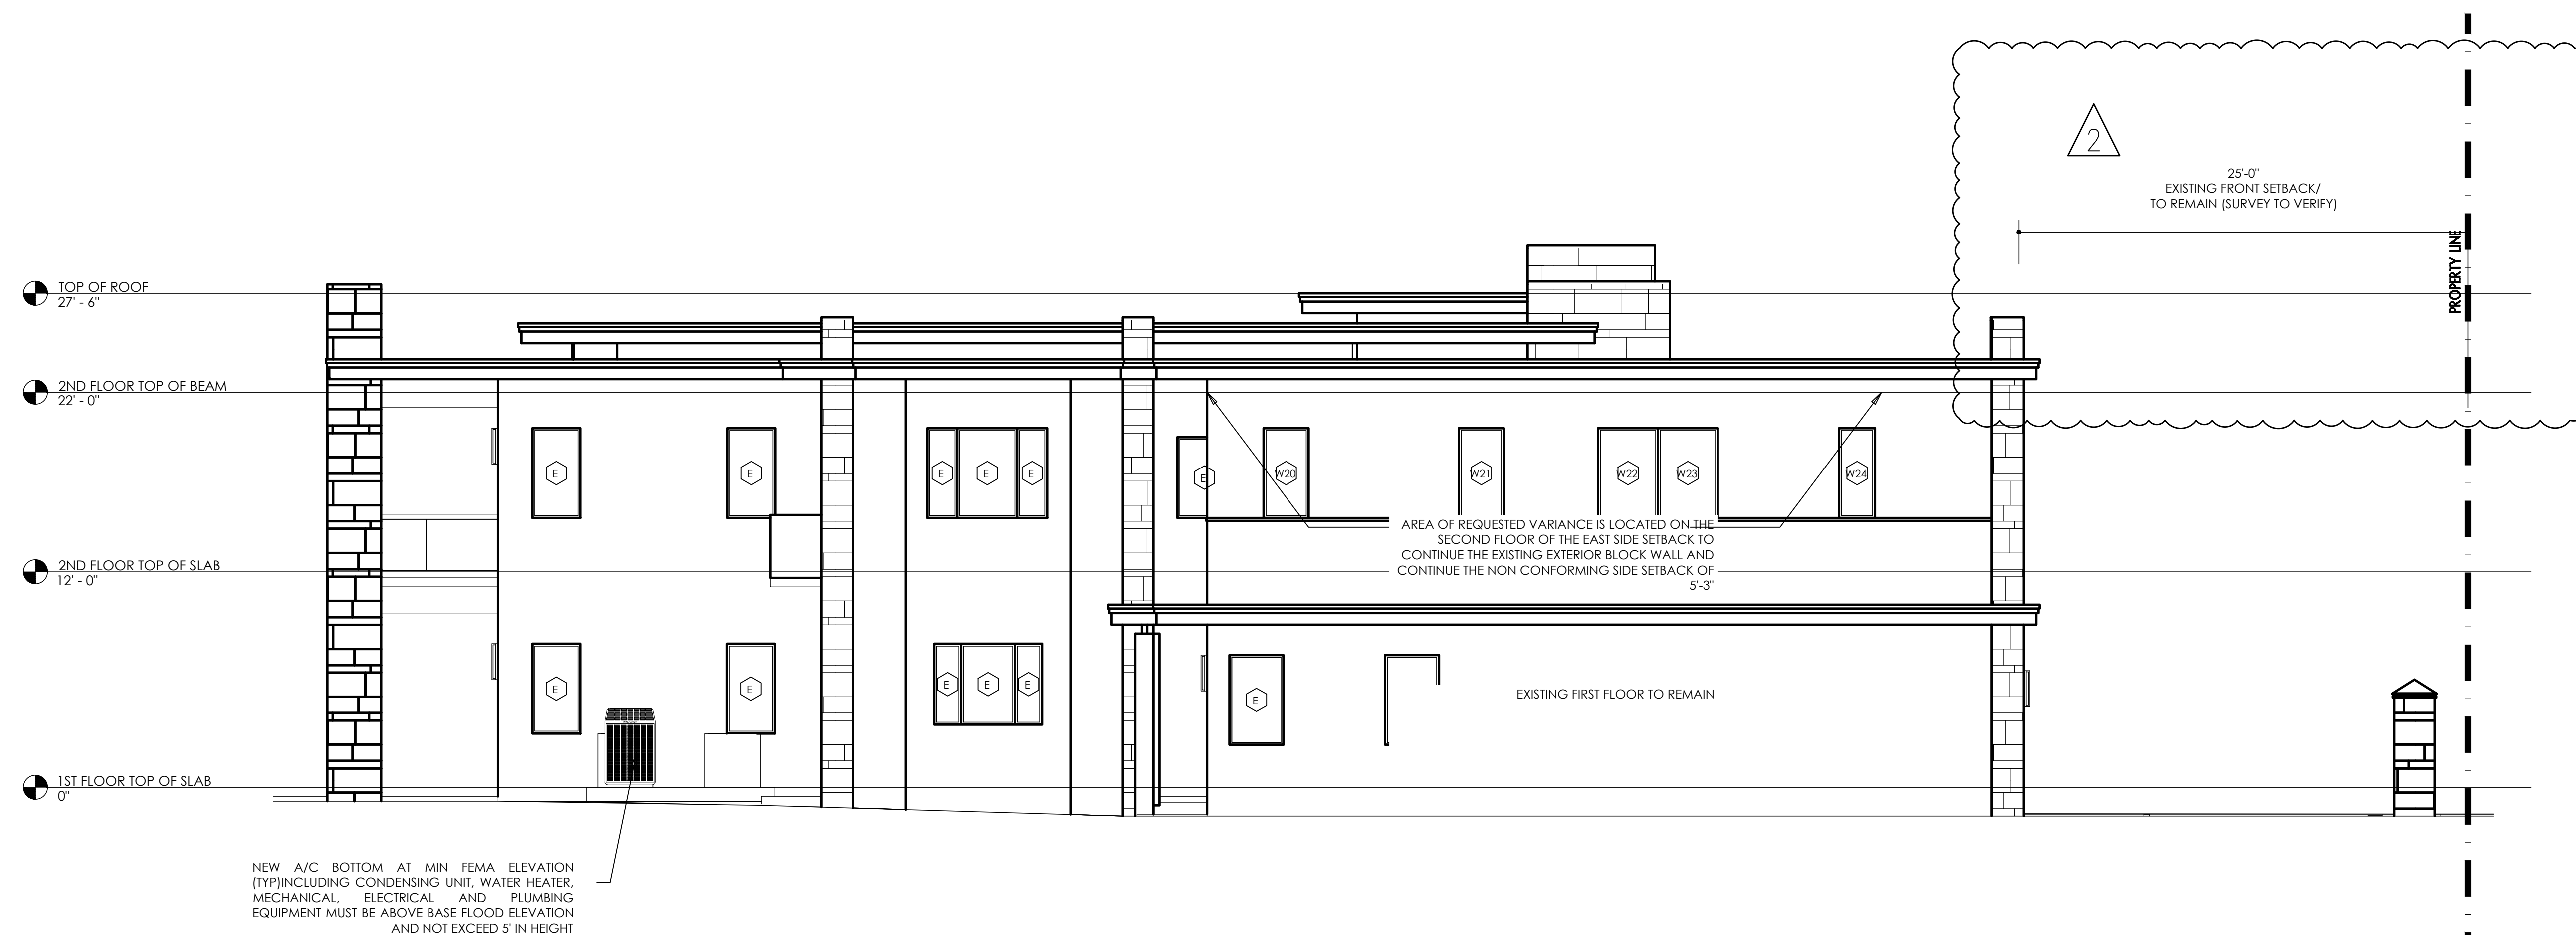 2
25'-0"
EXISTING FRONT SETBACK/
TO REMAIN (SURVEY TO VERIFY)
PROPERTY LINE
TOP OF ROOF
27' - 6"
2ND FLOOR TOP OF BEAM
22' - 0"
E
E
E
E
E
E
W20
W21
W22
W23
W24
AREA OF REQUESTED VARIANCE IS LOCATED ON THE
SECOND FLOOR OF THE EAST SIDE SETBACK TO
CONTINUE THE EXISTING EXTERIOR BLOCK WALL AND
CONTINUE THE NON CONFORMING SIDE SETBACK OF
5'-3"
2ND FLOOR TOP OF SLAB
12' - 0"
E
E
E
E
E
E
EXISTING FIRST FLOOR TO REMAIN
1ST FLOOR TOP OF SLAB
0"
NEW A/C BOTTOM AT MIN FEMA ELEVATION
(TYP)INCLUDING CONDENSING UNIT, WATER HEATER,
MECHANICAL, ELECTRICAL AND PLUMBING
EQUIPMENT MUST BE ABOVE BASE FLOOD ELEVATION
AND NOT EXCEED 5' IN HEIGHT